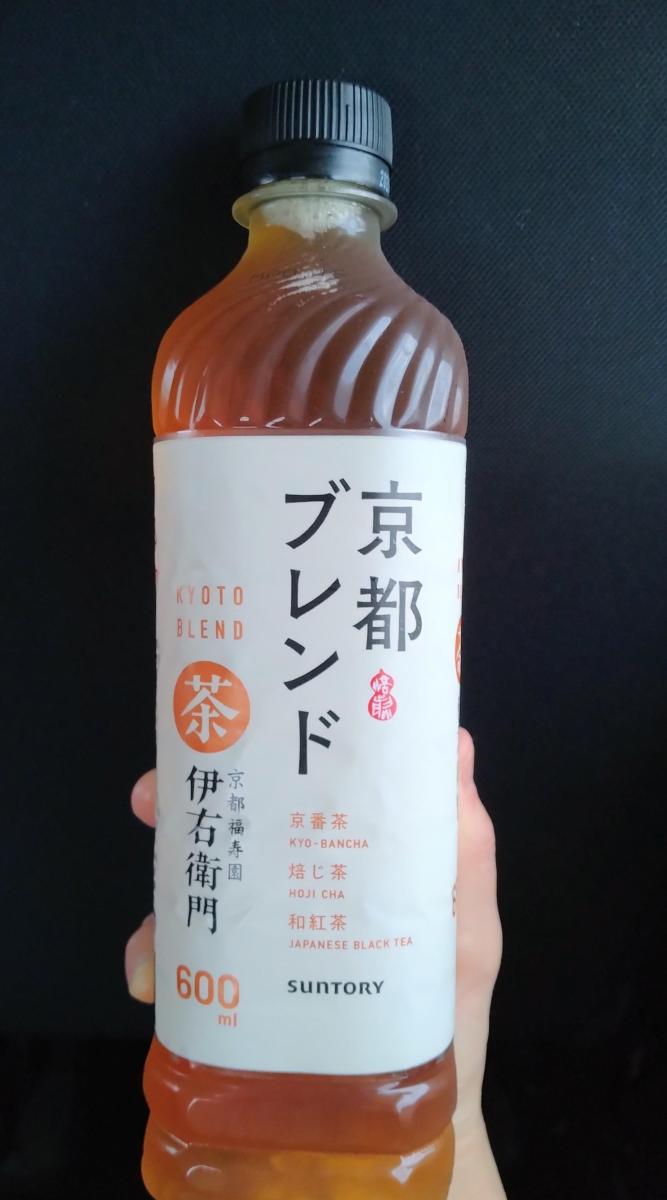 京都
ブレンド
KYOTO
BLEND
茶
京都福寿園
伊右衛門
京番茶
KYO-BANCHA
焙じ茶
HOJI CHA
和紅茶
JAPANESE BLACK TEA
600
ml
SUNTORY